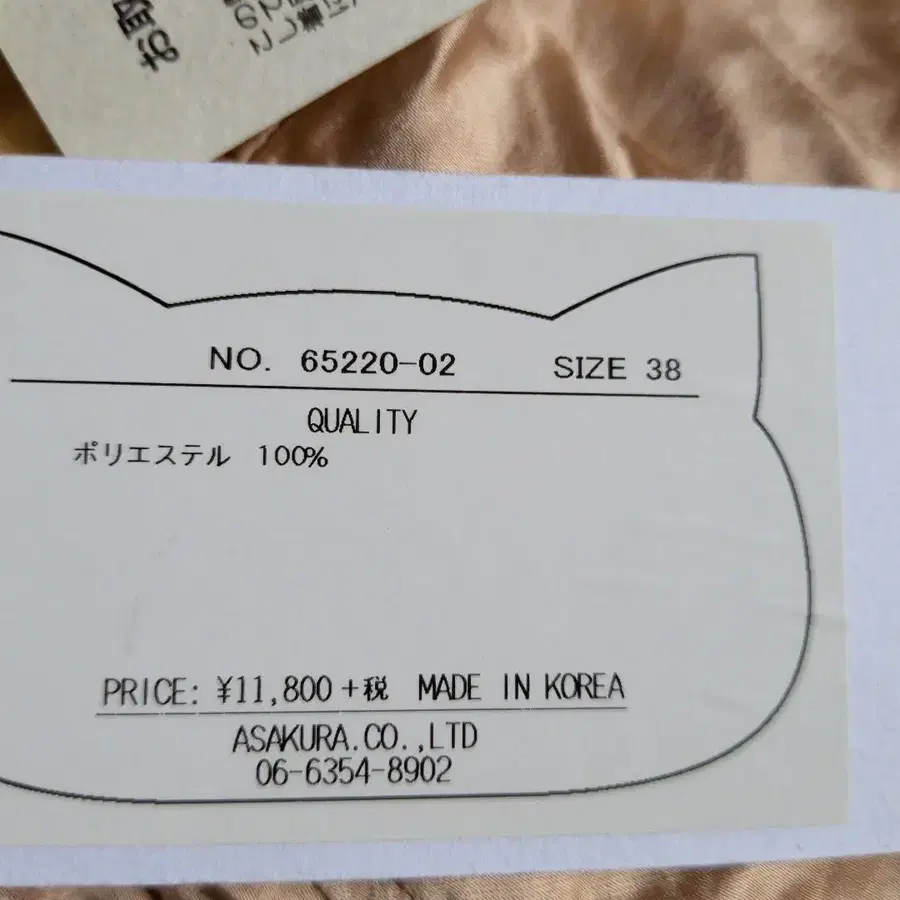 NO. 65220-02 SIZE 38
QUALITY
ポリエステル 100%
PRICE: ¥11,800+税 MADE IN KOREA
ASAKURA.CO.,LTD
06-6354-8902